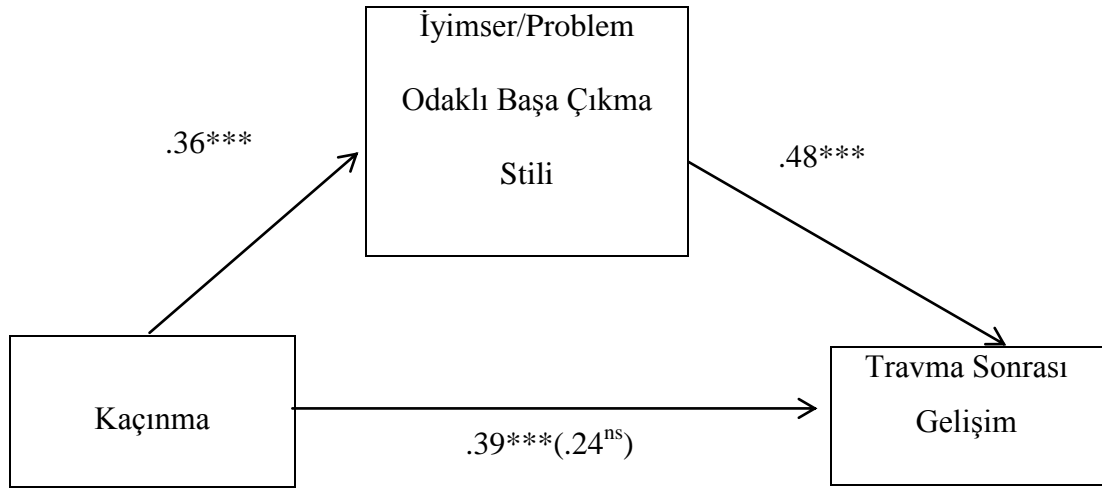 İyimser/Problem
Odaklı Başa Çıkma
Stili
.36***
.48***
Kaçınma
.39***(.24ns)
Travma Sonrası
Gelişim